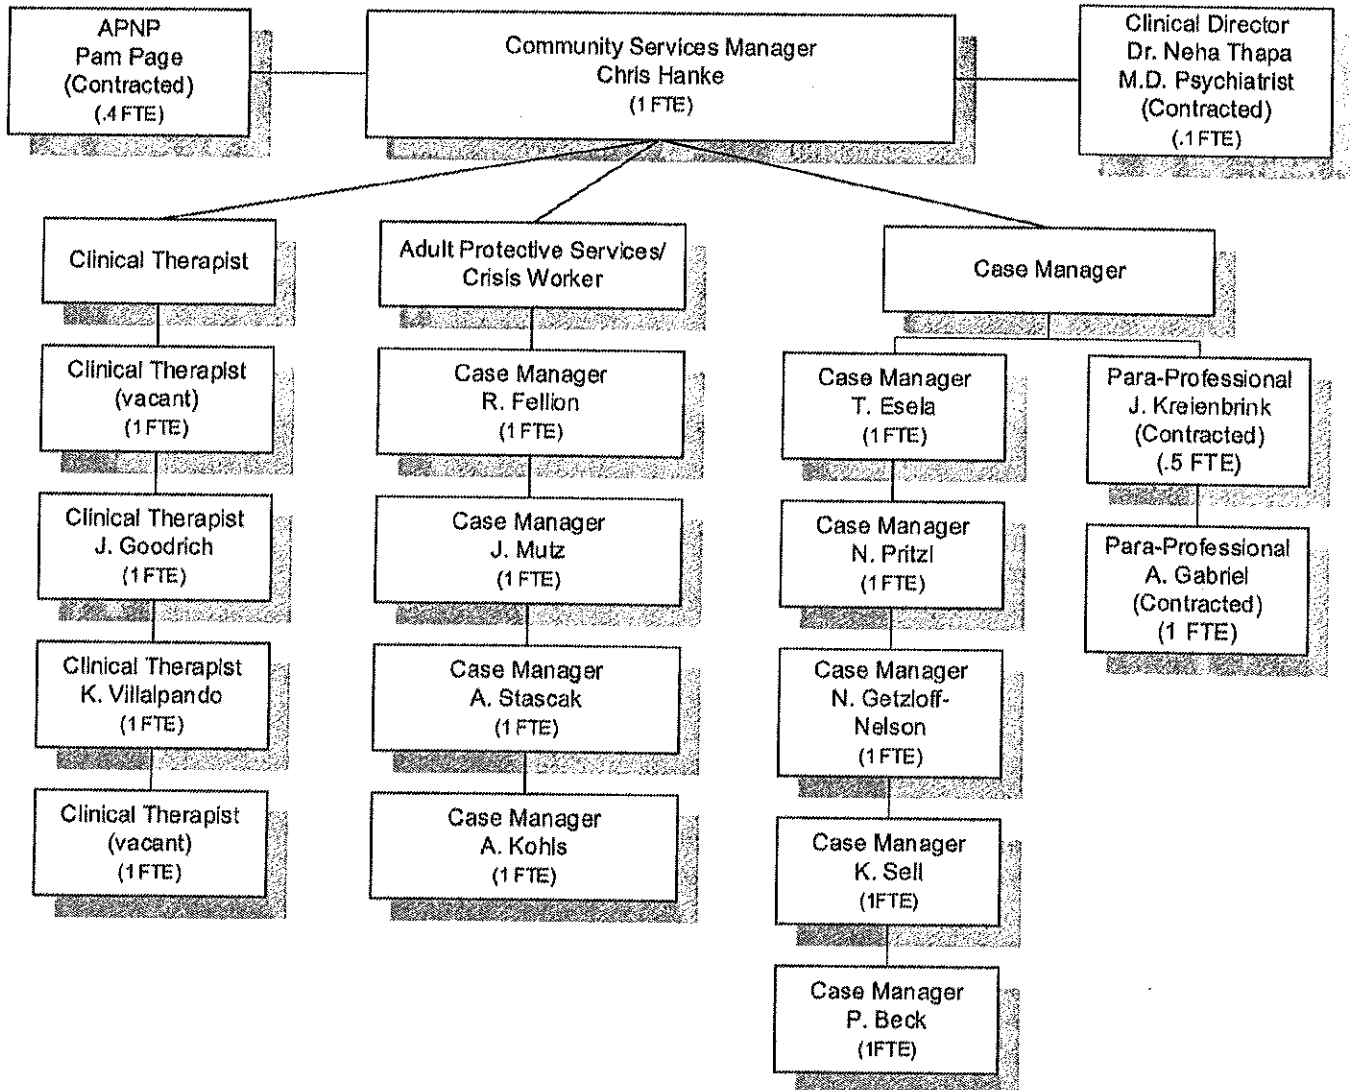 APNP
Pam Page
(Contracted)
(.4 FTE)
Community Services Manager
Chris Hanke
(1 FTE)
Clinical Director
Dr. Neha Thapa
M.D. Psychiatrist
(Contracted)
(.1 FTE)
Clinical Therapist
Adult Protective Services/
Crisis Worker
Case Manager
Clinical Therapist
(vacant)
(1 FTE)
Clinical Therapist
J. Goodrich
(1 FTE)
Clinical Therapist
K. Villalpando
(1 FTE)
Clinical Therapist
(vacant)
(1 FTE)
Case Manager
R. Fellion
(1 FTE)
Case Manager
J. Mutz
(1 FTE)
Case Manager
A. Stascak
(1 FTE)
Case Manager
A. Kohls
(1 FTE)
Case Manager
T. Esela
(1 FTE)
Case Manager
N. Pritzl
(1 FTE)
Case Manager
N. Getzloff-
Nelson
(1 FTE)
Case Manager
K. Sell
(1FTE)
Case Manager
P. Beck
(1FTE)
Para-Professional
J. Kreienbrink
(Contracted)
(.5 FTE)
Para-Professional
A. Gabriel
(Contracted)
(1 FTE)